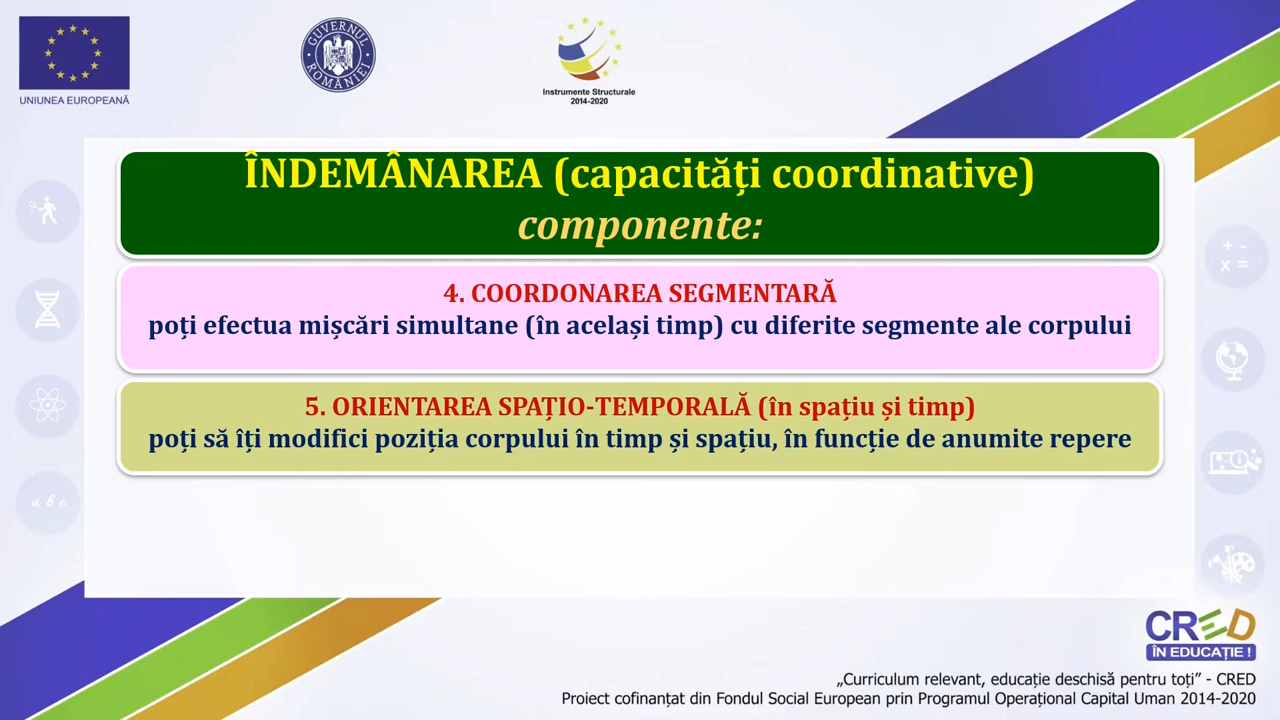 UNIUNEA EUROPEANĂ
GUVERNUL ROMÂNIEI
Instrumente Structurale
2014-2020
ÎNDEMÂNAREA (capacități coordinative)
componente:
4. COORDONAREA SEGMENTARĂ
poți efectua mișcări simultane (în același timp) cu diferite segmente ale corpului
5. ORIENTAREA SPAȚIO-TEMPORALĂ (în spațiu și timp)
poți să îți modifici poziția corpului în timp și spațiu, în funcție de anumite repere
+ -
x =
a b c
CRED
ÎN EDUCAȚIE !
„Curriculum relevant, educație deschisă pentru toți” - CRED
Proiect cofinanțat din Fondul Social European prin Programul Operațional Capital Uman 2014-2020